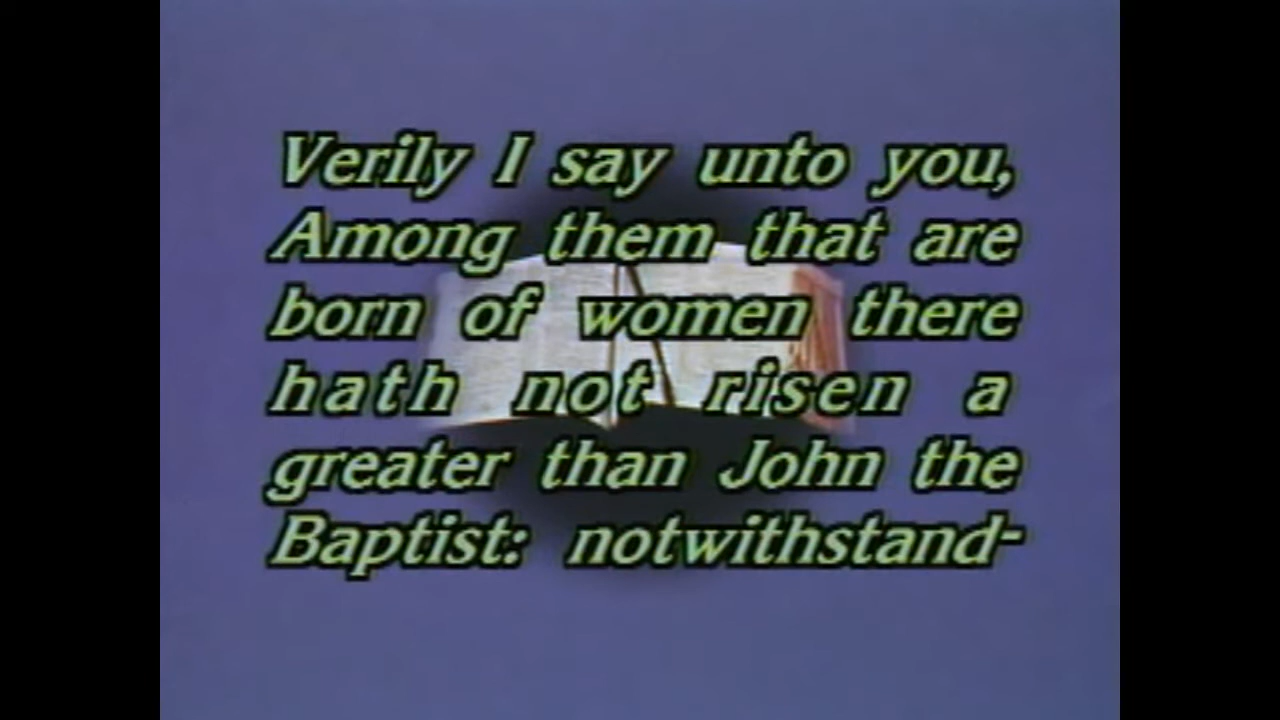 Verily I say unto you,
Among them that are
born of women there
hath not risen a
greater than John the
Baptist: notwithstand-